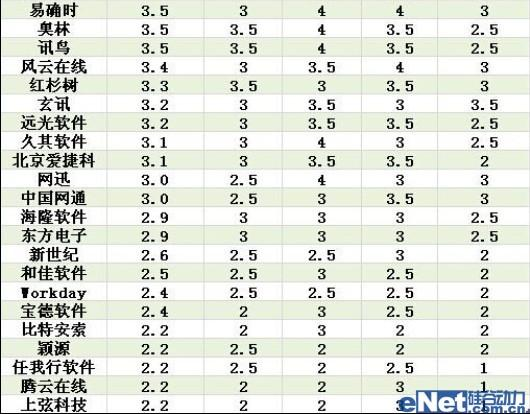 易确时 3.5 3 4 4 3
奥林 3.5 3.5 4 3.5 2.5
讯鸟 3.5 3.5 4 3.5 2.5
风云在线 3.4 3 3.5 4 3
红杉树 3.3 3.5 3 3.5 3
玄讯 3.2 3 3.5 3 3.5
远光软件 3.2 3 3.5 3.5 2.5
久其软件 3.1 3 4 3 2.5
北京爱捷科 3.1 3 3.5 3.5 2
网迅 3.0 2.5 4 3 3
中国网通 3.0 2.5 3 3.5 3
海隆软件 2.9 3 3 3 2.5
东方电子 2.9 3 3 3 2.5
新世纪 2.6 2.5 2.5 3 2
和佳软件 2.5 2.5 3 2.5 2
Workday 2.4 2.5 2.5 2.5 2
宝德软件 2.4 2 3 2.5 2
比特安索 2.2 2 3 2 2
颖源 2.2 2.5 2 2 2
任我行软件 2.2 2.5 2 2.5 1
腾云在线 2.2 2 2 3 1
上弦科技 2.2 2 2
eNet硅谷动力